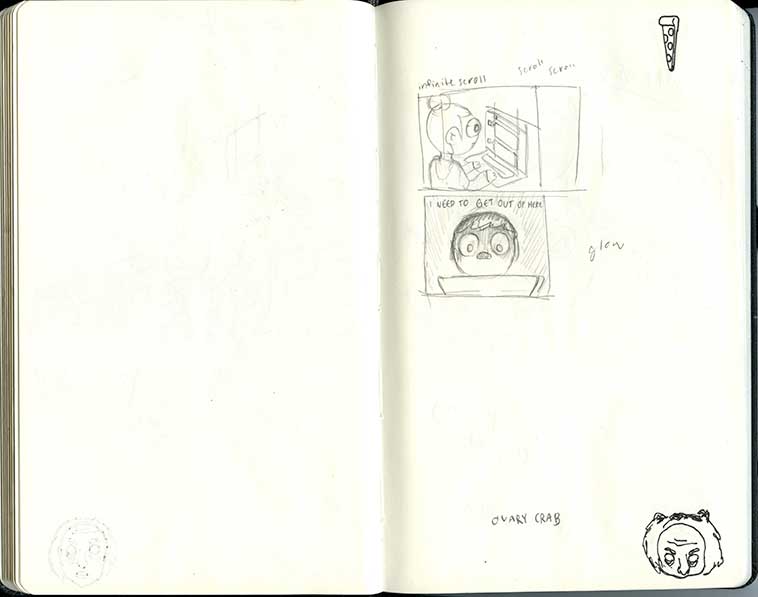 infinite scroll
scroll
scroll
I NEED TO GET OUT OF HERE
glow
OVARY CRAB